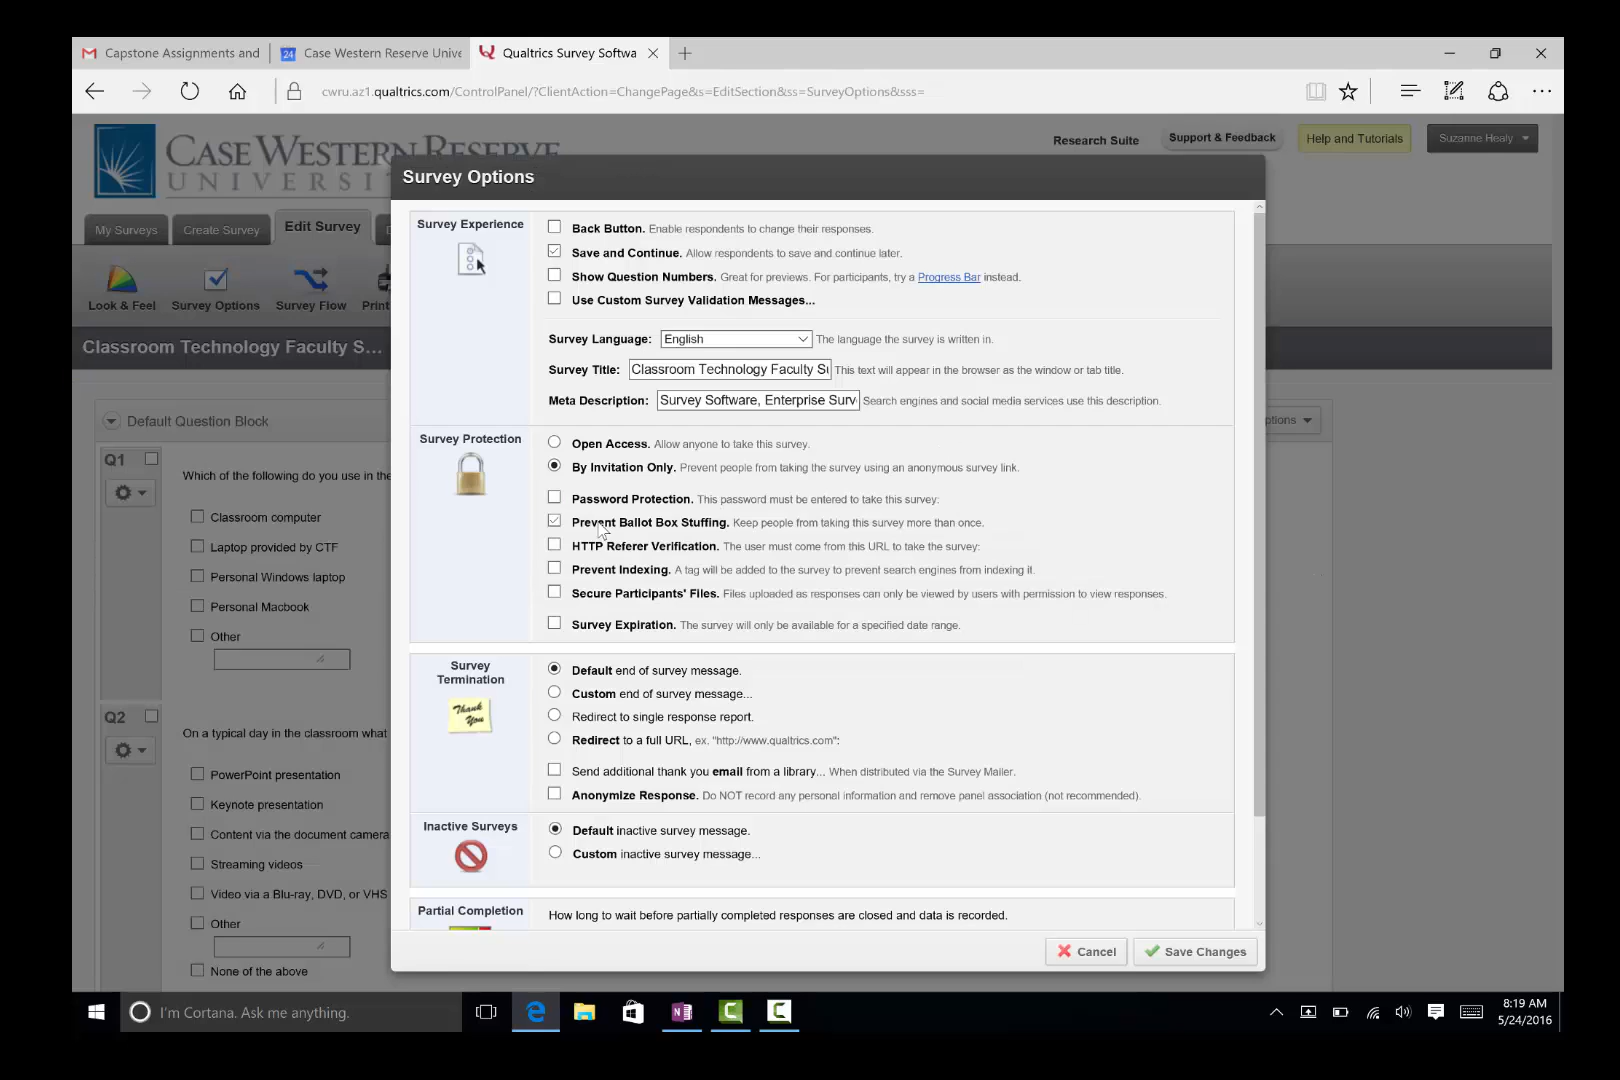 Capstone Assignments and
24
Case Western Reserve Unive
Qualtrics Survey Softwa
cwru.az1.qualtrics.com/ControlPanel/?ClientAction=ChangePage&s=EditSection&ss=SurveyOptions&sss=
CASE WESTERN RESERVE
UNIVERSI
Research Suite
Support & Feedback
Help and Tutorials
Suzanne Healy
My Surveys
Create Survey
Edit Survey
Look & Feel
Survey Options
Survey Flow
Print
Classroom Technology Faculty S...
Default Question Block
ptions
Q1
Which of the following do you use in the
Classroom computer
Laptop provided by CTF
Personal Windows laptop
Personal Macbook
Other
Q2
On a typical day in the classroom what
PowerPoint presentation
Keynote presentation
Content via the document camera
Streaming videos
Video via a Blu-ray, DVD, or VHS
Other
None of the above
Survey Options
Survey Experience
Back Button. Enable respondents to change their responses.
Save and Continue. Allow respondents to save and continue later.
Show Question Numbers. Great for previews. For participants, try a Progress Bar instead.
Use Custom Survey Validation Messages...
Survey Language: English The language the survey is written in.
Survey Title: Classroom Technology Faculty Su This text will appear in the browser as the window or tab title.
Meta Description: Survey Software, Enterprise Surv Search engines and social media services use this description.
Survey Protection
Open Access. Allow anyone to take this survey.
By Invitation Only. Prevent people from taking the survey using an anonymous survey link.
Password Protection. This password must be entered to take this survey:
Prevent Ballot Box Stuffing. Keep people from taking this survey more than once.
HTTP Referer Verification. The user must come from this URL to take the survey:
Prevent Indexing. A tag will be added to the survey to prevent search engines from indexing it.
Secure Participants' Files. Files uploaded as responses can only be viewed by users with permission to view responses.
Survey Expiration. The survey will only be available for a specified date range.
Survey
Termination
Thank
You
Default end of survey message.
Custom end of survey message...
Redirect to single response report.
Redirect to a full URL, ex. "http://www.qualtrics.com":
Send additional thank you email from a library... When distributed via the Survey Mailer.
Anonymize Response. Do NOT record any personal information and remove panel association (not recommended).
Inactive Surveys
Default inactive survey message.
Custom inactive survey message...
Partial Completion
How long to wait before partially completed responses are closed and data is recorded.
Cancel
Save Changes
I'm Cortana. Ask me anything.
8:19 AM
5/24/2016